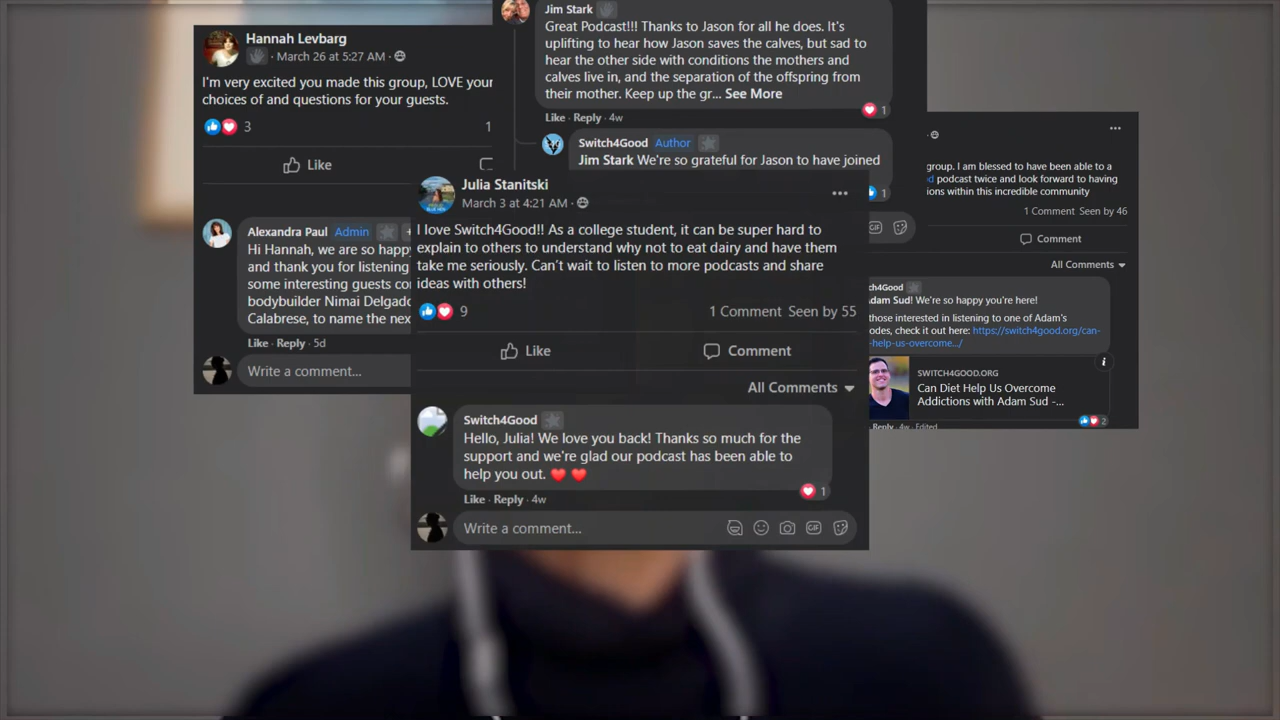 Hannah Levbarg
March 26 at 5:27 AM ·
I'm very excited you made this group, LOVE your
choices of and questions for your guests.
3
1
Like
Alexandra Paul Admin
Hi Hannah, we are so happy
and thank you for listening
some interesting guests co
bodybuilder Nimai Delgado
Calabrese, to name the nex
Like · Reply · 5d
Write a comment...
Jim Stark
Great Podcast!!! Thanks to Jason for all he does. It's
uplifting to hear how Jason saves the calves, but sad to
hear the other side with conditions the mothers and
calves live in, and the separation of the offspring from
their mother. Keep up the gr... See More
1
Like · Reply · 4w
Switch4Good Author
Jim Stark We're so grateful for Jason to have joined
1
Julia Stanitski
March 3 at 4:21 AM ·
I love Switch4Good!! As a college student, it can be super hard to
explain to others to understand why not to eat dairy and have them
take me seriously. Can't wait to listen to more podcasts and share
ideas with others!
9
1 Comment Seen by 55
Like
Comment
All Comments
Switch4Good
Hello, Julia! We love you back! Thanks so much for the
support and we're glad our podcast has been able to
help you out. ❤️ ❤️
1
Like · Reply · 4w
Write a comment...
GIF
group. I am blessed to have been able to a
d podcast twice and look forward to having
ions within this incredible community
1 Comment Seen by 46
GIF
Comment
All Comments
ch4Good
dam Sud! We're so happy you're here!
those interested in listening to one of Adam's
odes, check it out here: https://switch4good.org/can-
-help-us-overcome.../
SWITCH4GOOD.ORG
Can Diet Help Us Overcome
Addictions with Adam Sud -...
2
Reply · 4w · Edited